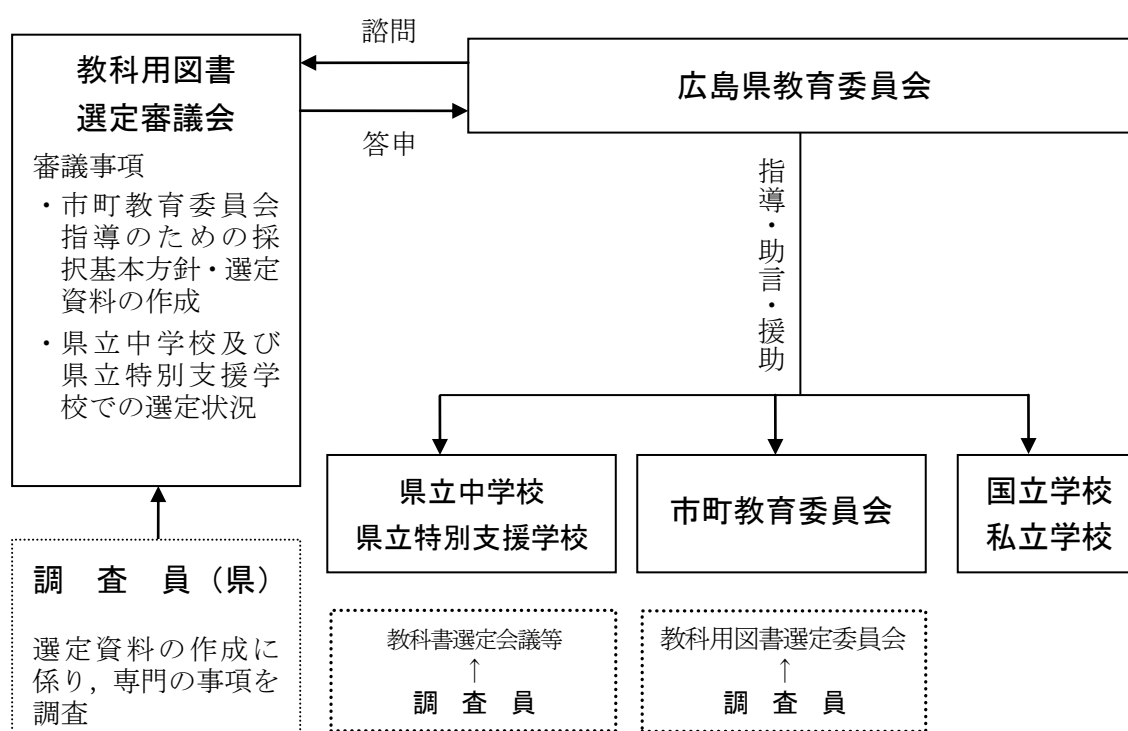 諮問
教科用図書
選定審議会
広島県教育委員会
答申
審議事項
・市町教育委員会
指導のための採
択基本方針・選定
資料の作成
・県立中学校及び
県立特別支援学
校での選定状況
指導・助言・援助
県立中学校
県立特別支援学校
市町教育委員会
国立学校
私立学校
調 査 員（県）
選定資料の作成に
係り，専門の事項を
調査
教科書選定会議等
↑
調 査 員
教科用図書選定委員会
↑
調 査 員